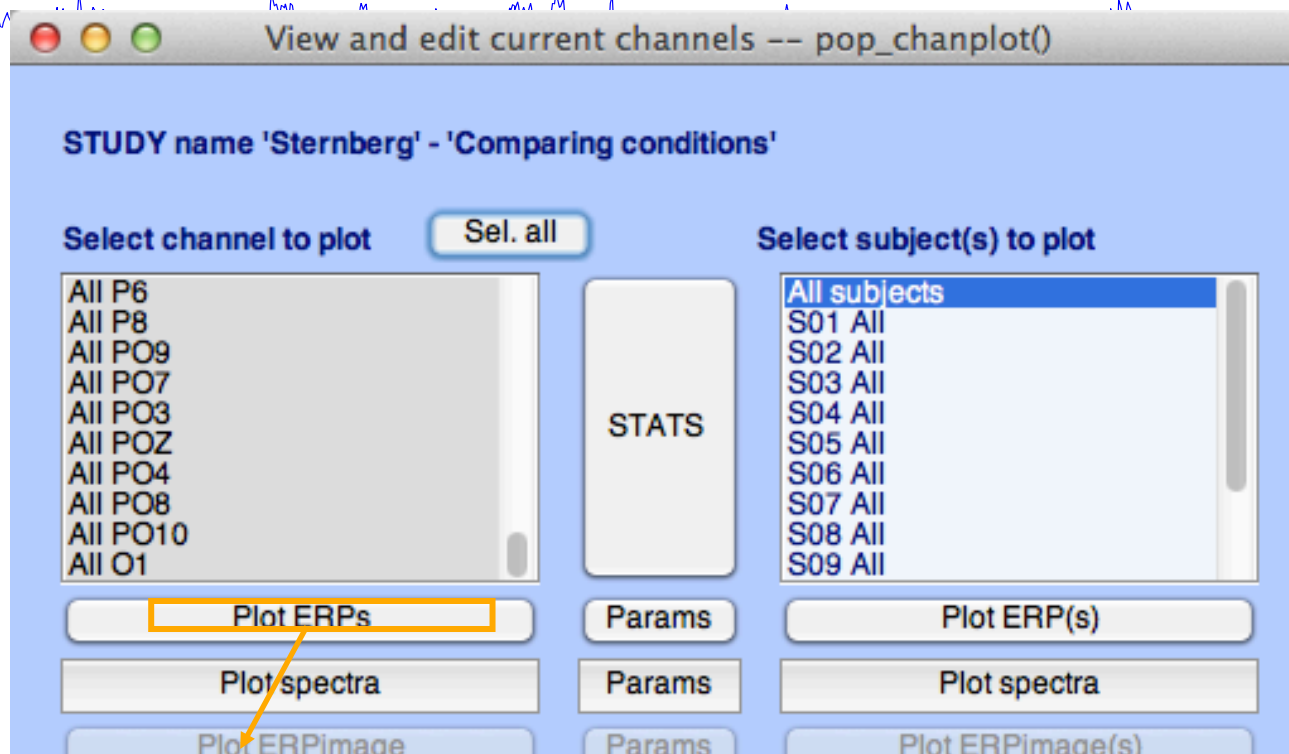 View and edit current channels -- pop_chanplot()
STUDY name 'Sternberg' - 'Comparing conditions'
Select channel to plot
Sel. all
Select subject(s) to plot
All P6
All P8
All PO9
All PO7
All PO3
All POZ
All PO4
All PO8
All PO10
All O1
STATS
All subjects
S01 All
S02 All
S03 All
S04 All
S05 All
S06 All
S07 All
S08 All
S09 All
Plot ERPs
Params
Plot ERP(s)
Plot spectra
Params
Plot spectra
Plot ERPimage
Params
Plot ERPimage(s)